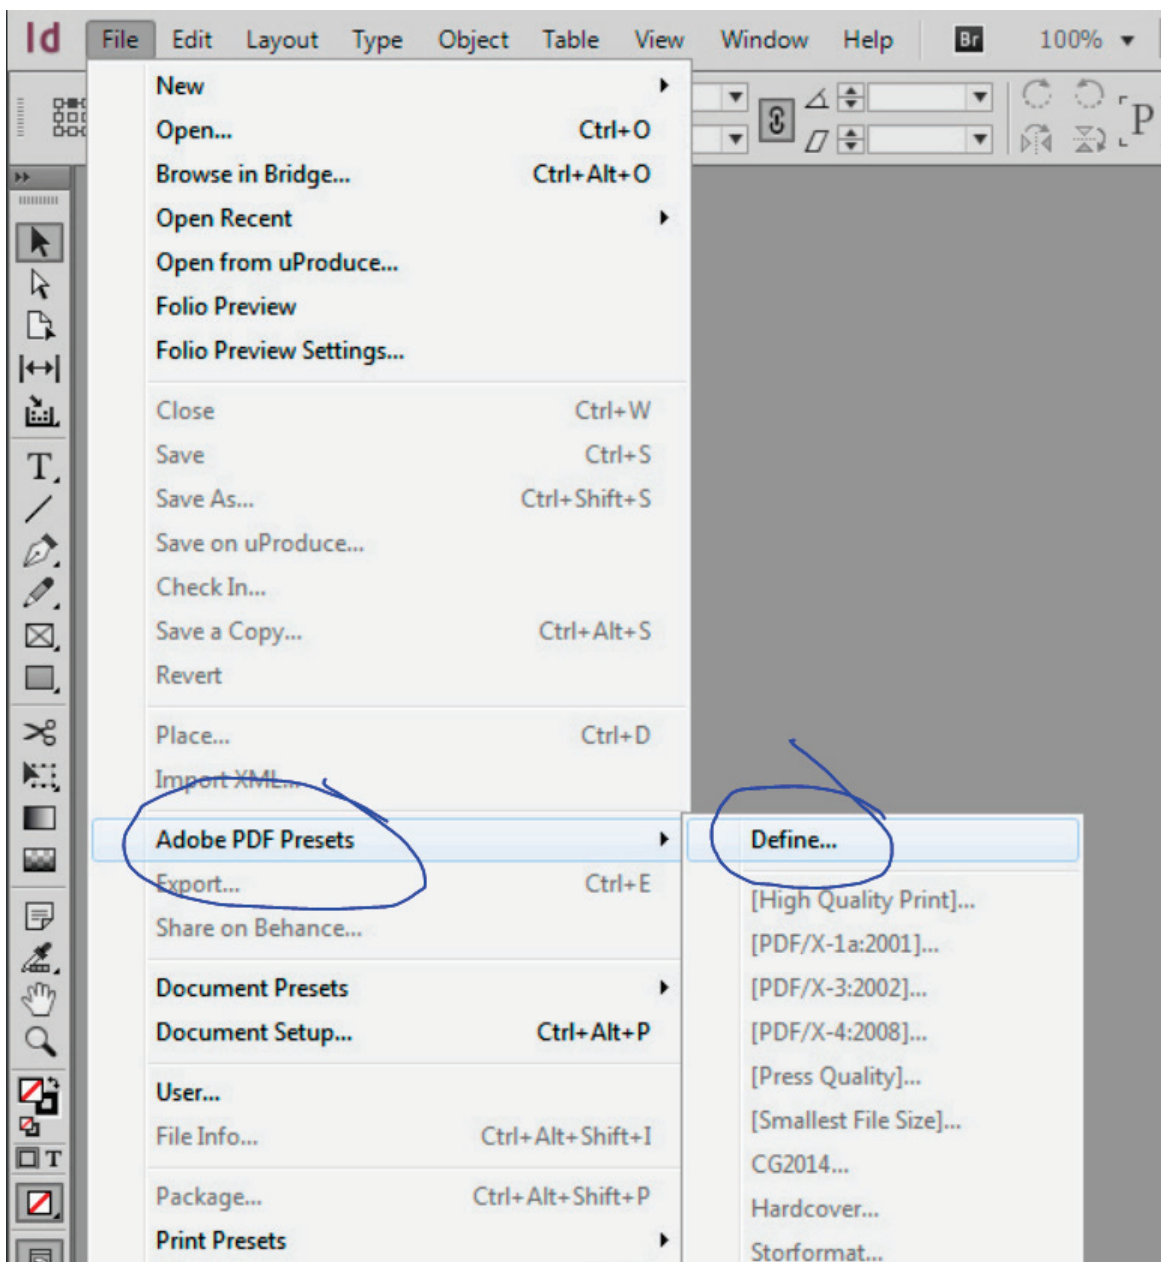 Id File Edit Layout Type Object Table View Window Help Br 100%
New
Open... Ctrl+O
Browse in Bridge... Ctrl+Alt+O
Open Recent
Open from uProduce...
Folio Preview
Folio Preview Settings...
Close Ctrl+W
Save Ctrl+S
Save As... Ctrl+Shift+S
Save on uProduce...
Check In...
Save a Copy... Ctrl+Alt+S
Revert
Place... Ctrl+D
Import XML...
Adobe PDF Presets
Export... Ctrl+E
Share on Behance...
Document Presets
Document Setup... Ctrl+Alt+P
User...
File Info... Ctrl+Alt+Shift+I
Package... Ctrl+Alt+Shift+P
Print Presets
Define...
[High Quality Print]...
[PDF/X-1a:2001]...
[PDF/X-3:2002]...
[PDF/X-4:2008]...
[Press Quality]...
[Smallest File Size]...
CG2014...
Hardcover...
Storformat...